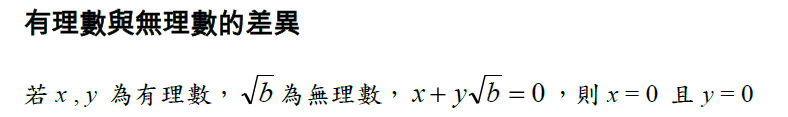 有理數與無理數的差異
若 x , y 為有理數，√b 為無理數，x + y√b = 0，則 x = 0 且 y = 0